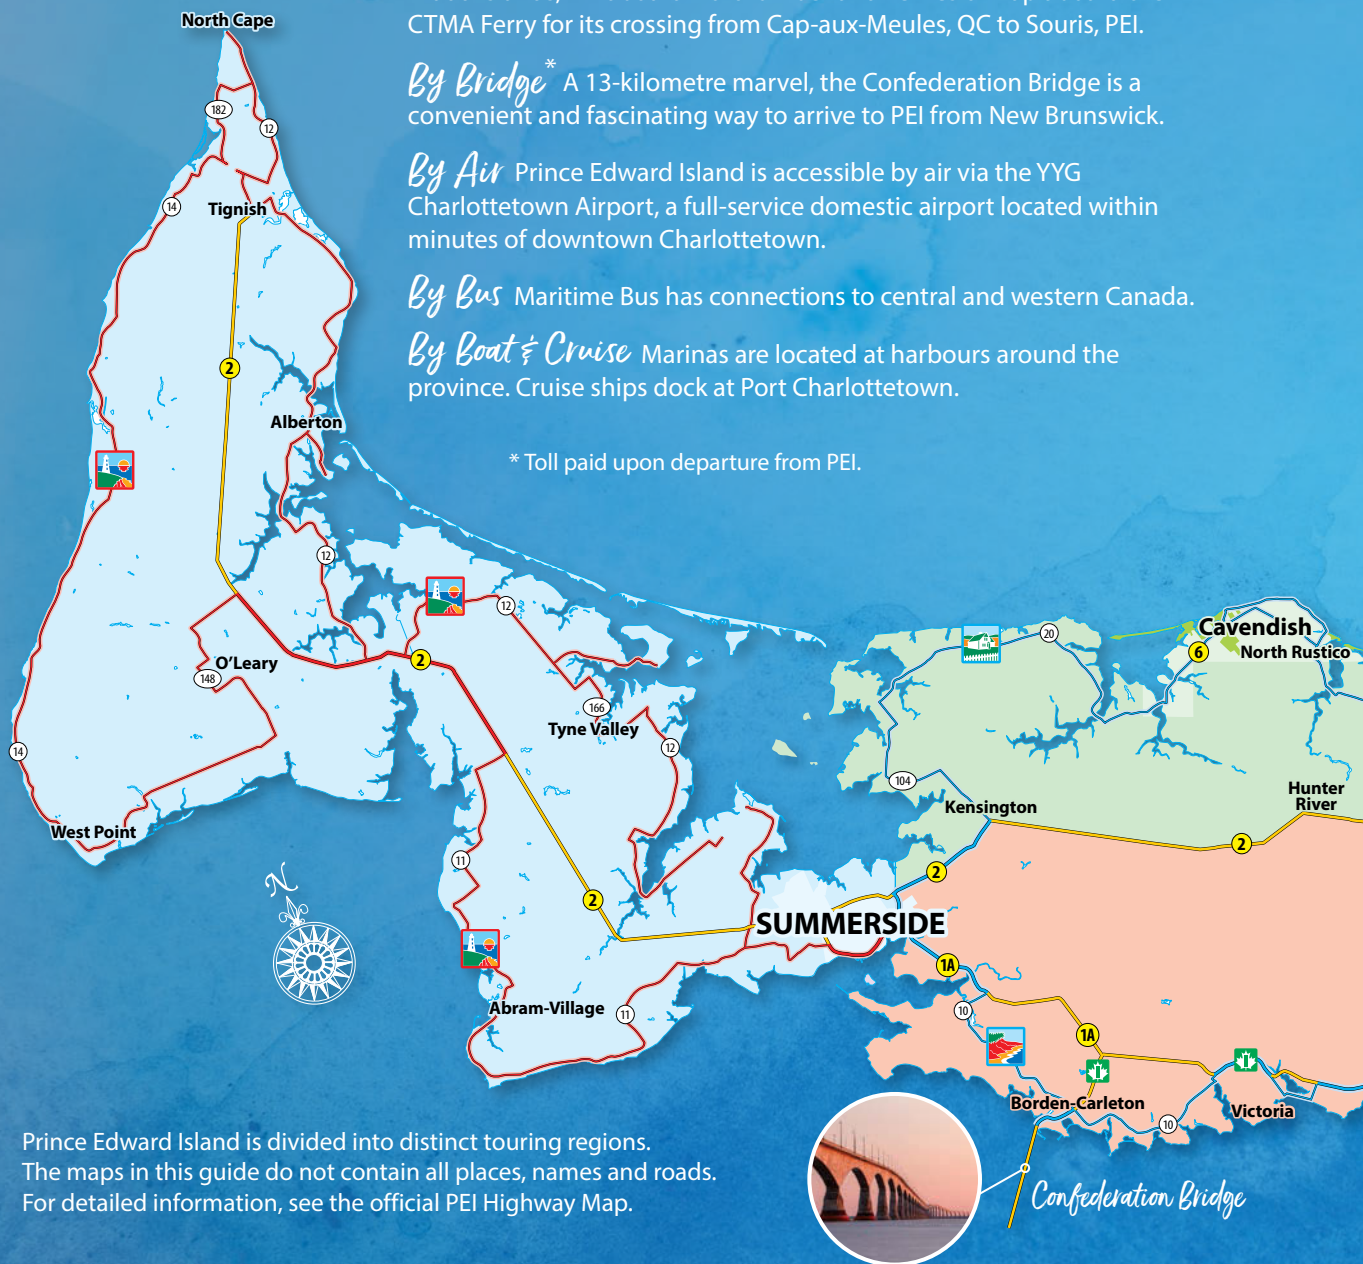 CTMA Ferry for its crossing from Cap-aux-Meules, QC to Souris, PEI.
By Bridge* A 13-kilometre marvel, the Confederation Bridge is a
convenient and fascinating way to arrive to PEI from New Brunswick.
By Air Prince Edward Island is accessible by air via the YYG
Charlottetown Airport, a full-service domestic airport located within
minutes of downtown Charlottetown.
By Bus Maritime Bus has connections to central and western Canada.
By Boat & Cruise Marinas are located at harbours around the
province. Cruise ships dock at Port Charlottetown.
* Toll paid upon departure from PEI.
North Cape
182
12
14
Tignish
2
Alberton
12
12
20
Cavendish
6
North Rustico
O'Leary
2
148
166
Tyne Valley
14
12
104
Kensington
Hunter
River
West Point
2
11
2
N
2
SUMMERSIDE
1A
Abram-Village
11
10
1A
Borden-Carleton
Victoria
10
Confederation Bridge
Prince Edward Island is divided into distinct touring regions.
The maps in this guide do not contain all places, names and roads.
For detailed information, see the official PEI Highway Map.